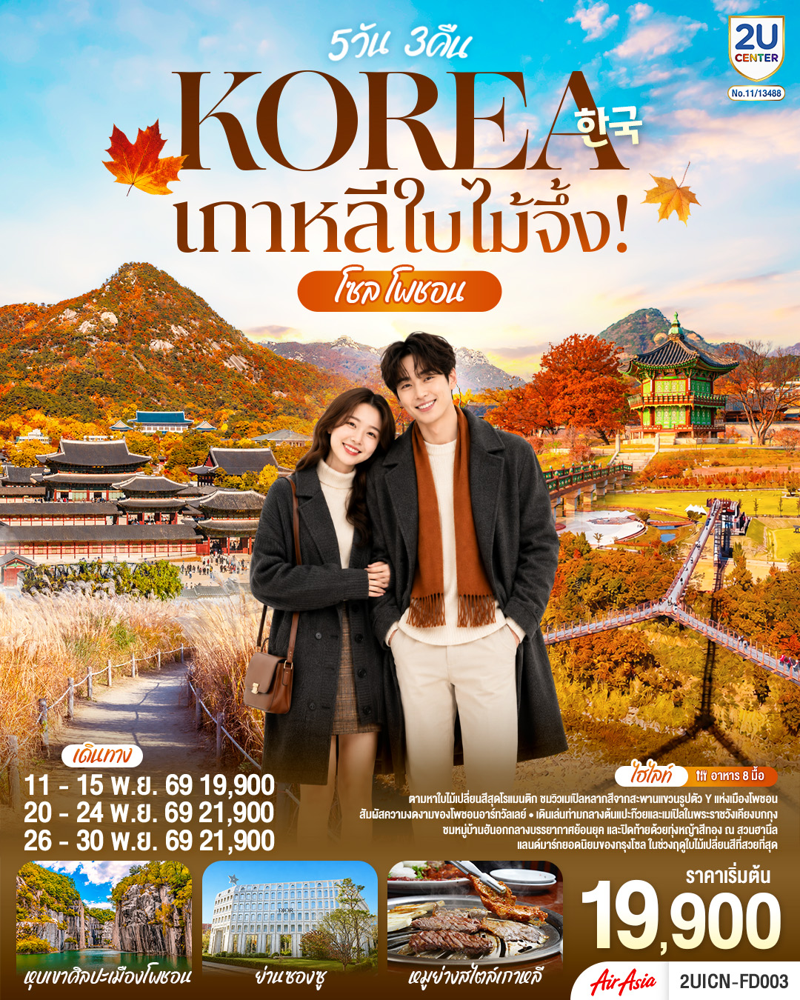 5วัน 3คืน
2U
CENTER
No.11/13488
KOREA
한국
เกาหลีใบไม้จึ้ง!
โซล โพชอน
เดินทาง
11 - 15 พ.ย. 69 19,900
20 - 24 พ.ย. 69 21,900
26 - 30 พ.ย. 69 21,900
ไฮไลท์
อาหาร 8 มื้อ
ตามหาใบไม้เปลี่ยนสีสุดโรแมนติก ชมวิวเมเปิลหลากสีจากสะพานแขวนรูปตัว Y แห่งเมืองโพชอน
สัมผัสความงดงามของโพชอนอาร์ทวัลเลย์ • เดินเล่นท่ามกลางต้นแปะก๊วยและเมเปิลในพระราชวังเคียงบกกุง
ชมหมู่บ้านฮันอกกลางบรรยากาศย้อนยุค และปิดท้ายด้วยทุ่งหญ้าสีทอง ณ สวนฮานึล
แลนด์มาร์กยอดนิยมของกรุงโซล ในช่วงฤดูใบไม้เปลี่ยนสีที่สวยที่สุด
DIOR
หุบเขาศิลปะเมืองโพชอน
ย่านซองซู
หมูย่างสไตล์เกาหลี
ราคาเริ่มต้น
19,900
AirAsia
2UICN-FD003